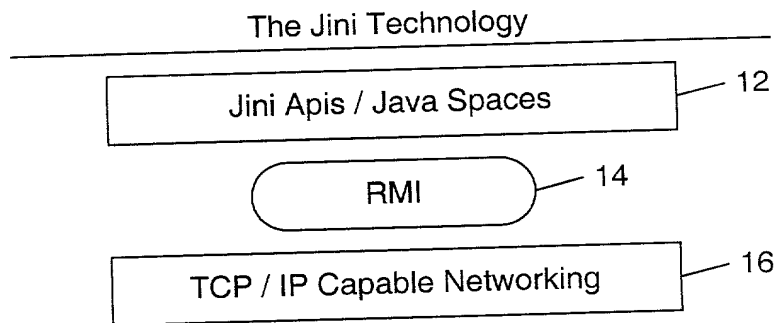 The Jini Technology
Jini Apis / Java Spaces
12
RMI
14
TCP / IP Capable Networking
16